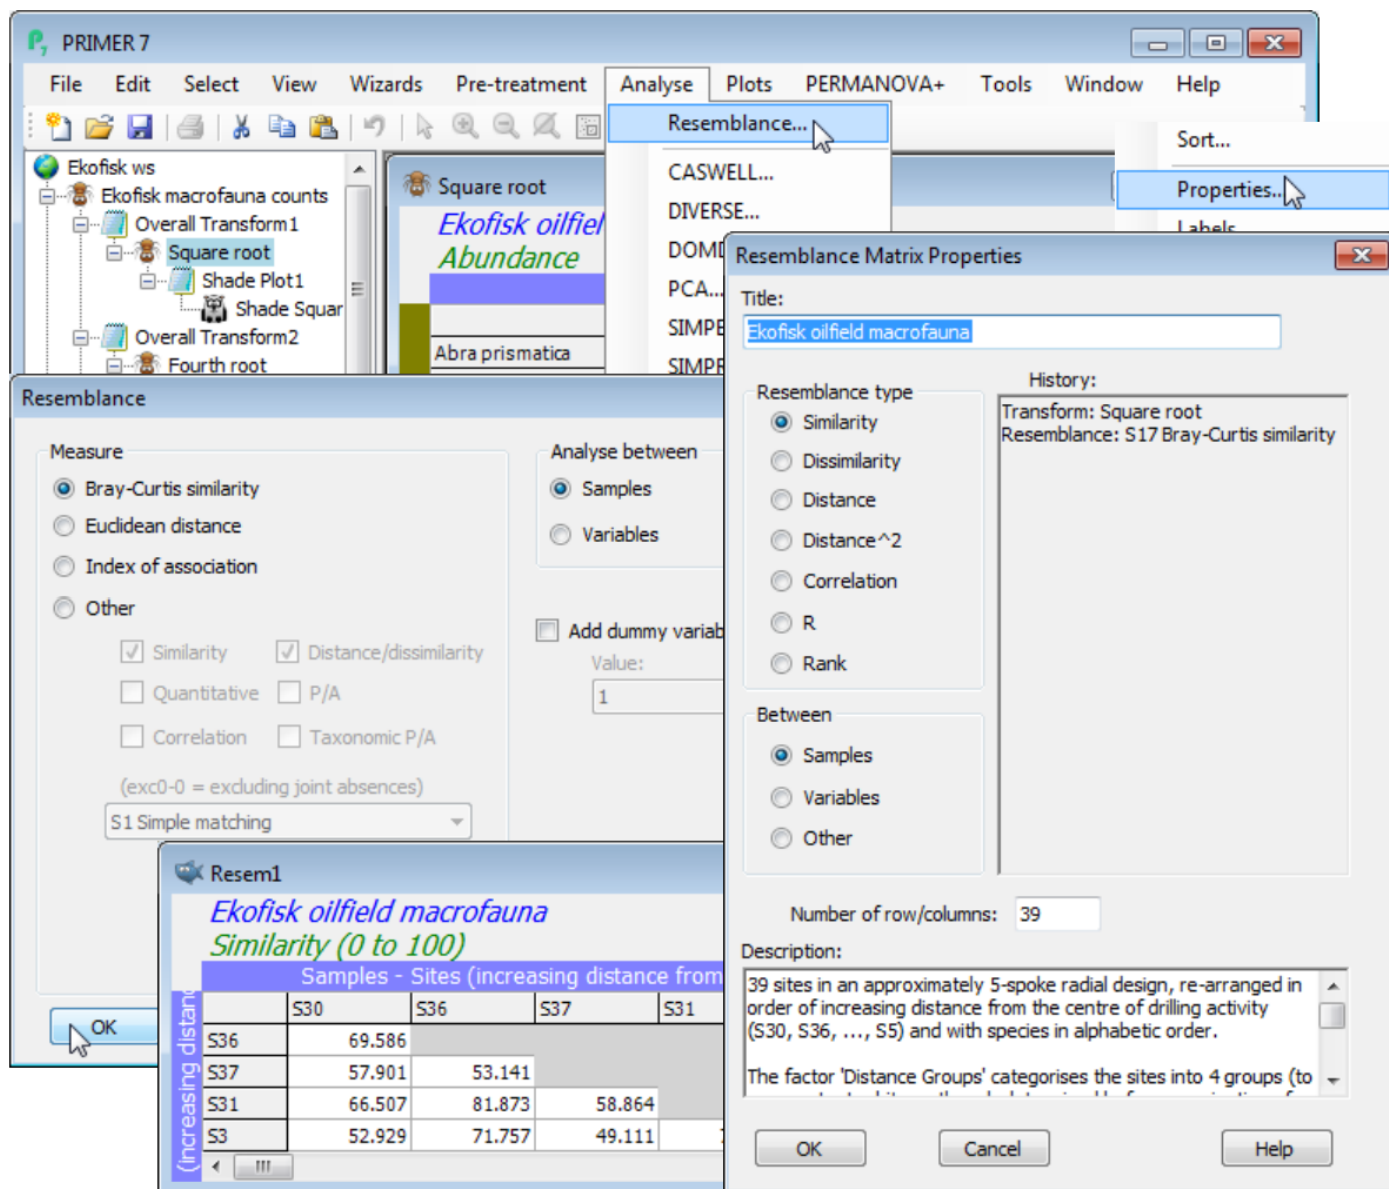 PRIMER 7
File Edit Select View Wizards Pre-treatment Analyse Plots PERMANOVA+ Tools Window Help
Resemblance...
CASWELL...
DIVERSE...
PCA...
Sort...
Properties...
Labels
Ekofisk ws
Ekofisk macrofauna counts
Overall Transform1
Square root
Shade Plot1
Shade Squar
Overall Transform2
Fourth root
Square root
Ekofisk oilfiel
Abundance
Abra prismatica
Resemblance
Measure
Bray-Curtis similarity
Euclidean distance
Index of association
Other
Similarity Distance/dissimilarity
Quantitative P/A
Correlation Taxonomic P/A
(exc0-0 = excluding joint absences)
S1 Simple matching
Analyse between
Samples
Variables
Add dummy variab
Value:
1
OK
Resem1
Ekofisk oilfield macrofauna
Similarity (0 to 100)
Samples - Sites (increasing distance from
(increasing distanc
S30 S36 S37 S31
S36 69.586
S37 57.901 53.141
S31 66.507 81.873 58.864
S3 52.929 71.757 49.111
Resemblance Matrix Properties
Title:
Ekofisk oilfield macrofauna
Resemblance type
Similarity
Dissimilarity
Distance
Distance^2
Correlation
R
Rank
Between
Samples
Variables
Other
History:
Transform: Square root
Resemblance: S17 Bray-Curtis similarity
Number of row/columns: 39
Description:
39 sites in an approximately 5-spoke radial design, re-arranged in
order of increasing distance from the centre of drilling activity
(S30, S36, ..., S5) and with species in alphabetic order.
The factor 'Distance Groups' categorises the sites into 4 groups (to
OK Cancel Help